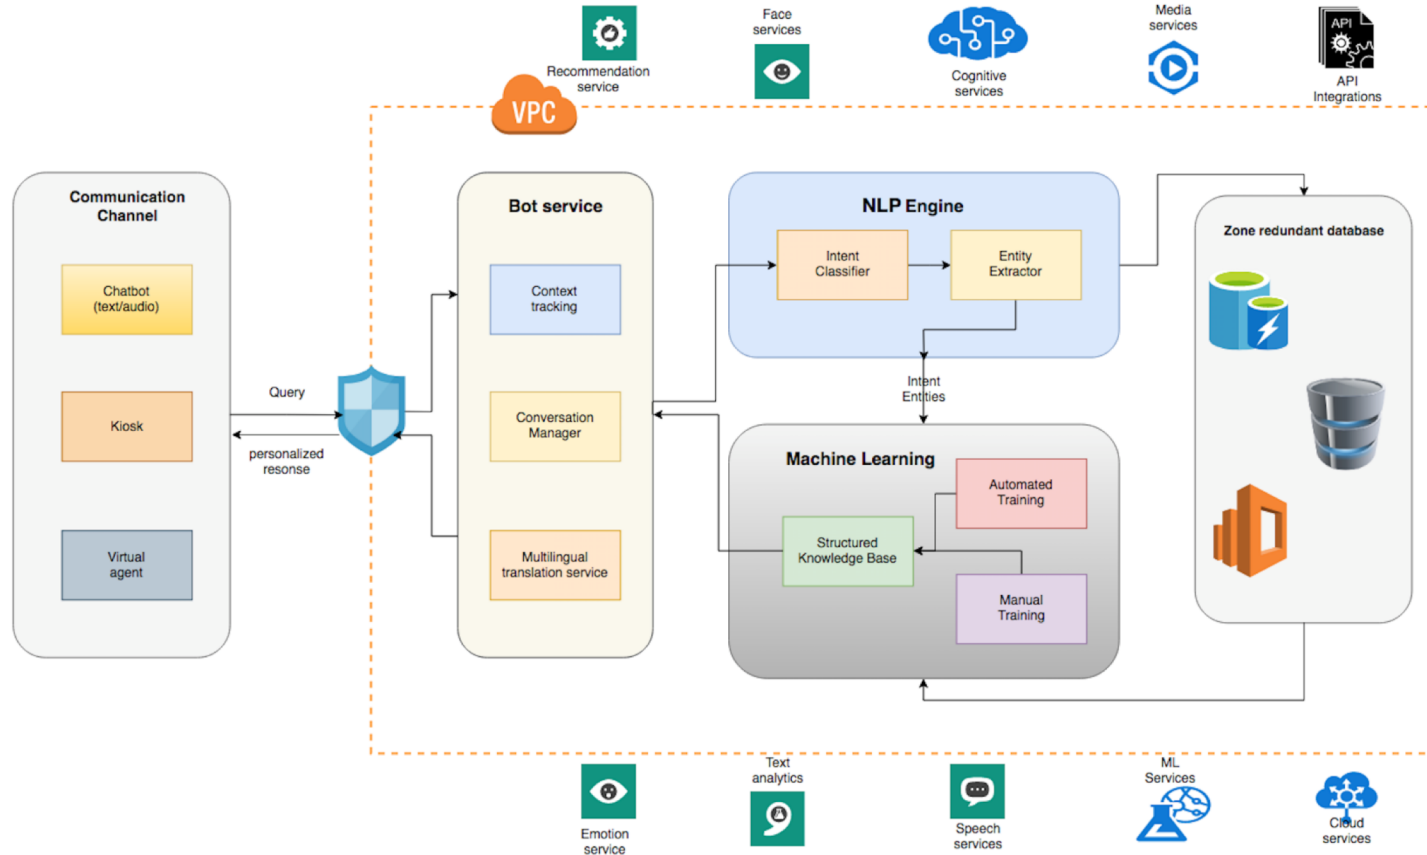 Recommendation
service
Face
services
Cognitive
services
Media
services
API
API
Integrations
VPC
Communication
Channel
Chatbot
(text/audio)
Kiosk
Virtual
agent
Query
personalized
resonse
Bot service
Context
tracking
Conversation
Manager
Multilingual
translation service
NLP Engine
Intent
Classifier
Entity
Extractor
Intent
Entities
Machine Learning
Automated
Training
Structured
Knowledge Base
Manual
Training
Zone redundant database
Emotion
service
Text
analytics
Speech
services
ML
Services
Cloud
services